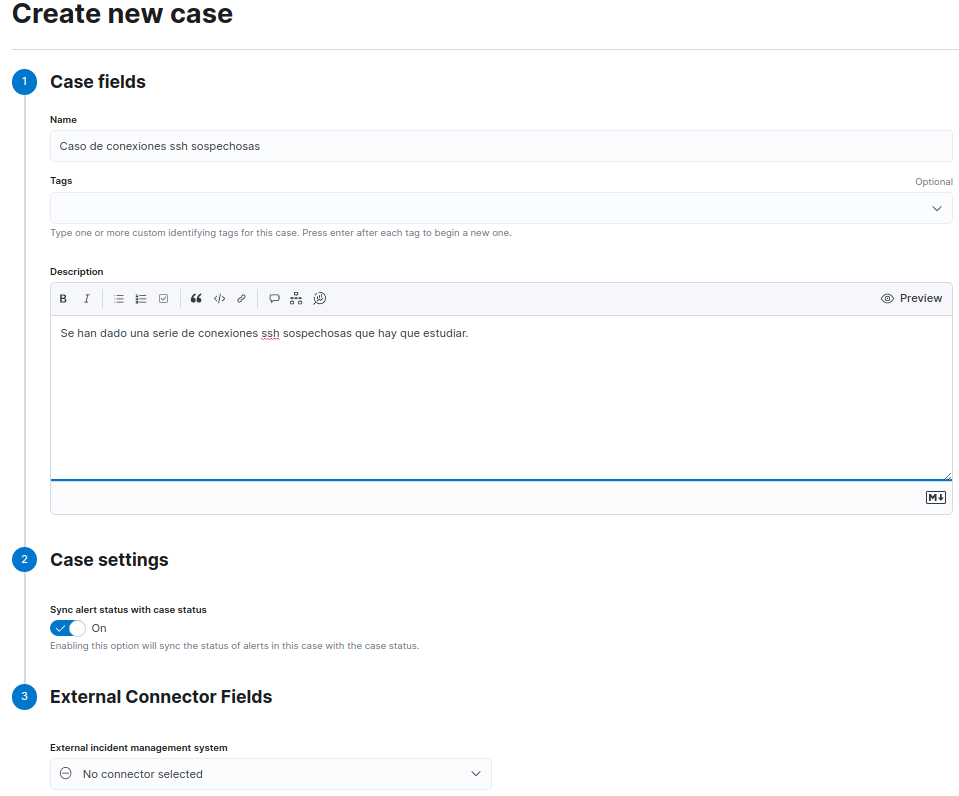 Create new case
1 Case fields
Name
Caso de conexiones ssh sospechosas
Tags Optional
Type one or more custom identifying tags for this case. Press enter after each tag to begin a new one.
Description
B I Preview
Se han dado una serie de conexiones ssh sospechosas que hay que estudiar.
M
2 Case settings
Sync alert status with case status
On
Enabling this option will sync the status of alerts in this case with the case status.
3 External Connector Fields
External incident management system
No connector selected